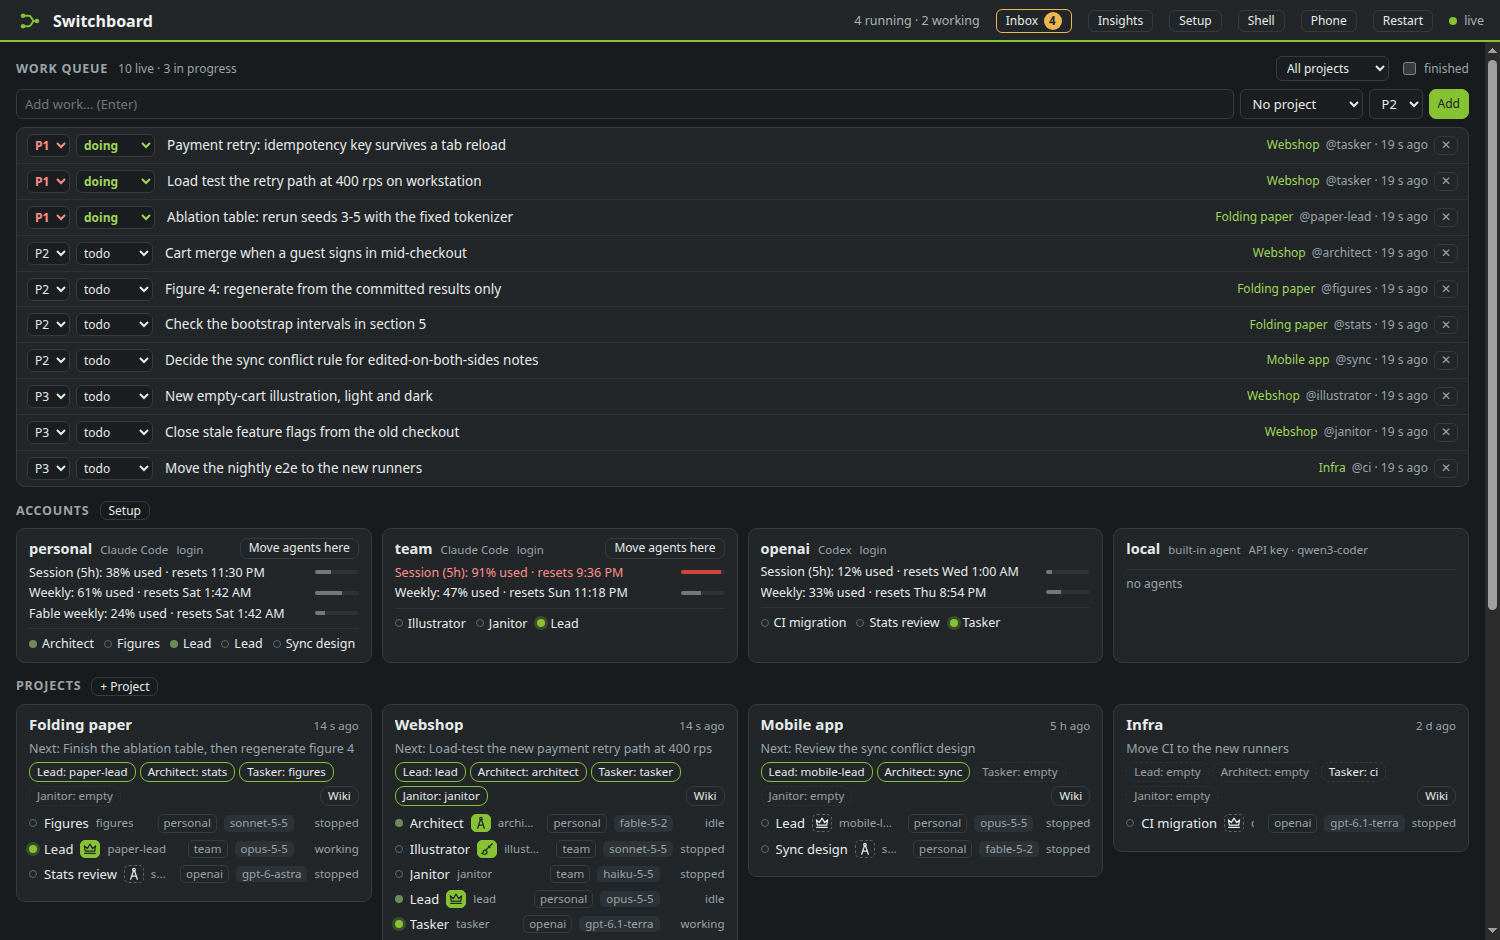 Switchboard 4 running · 2 working Inbox 4 Insights Setup Shell Phone Restart live
WORK QUEUE 10 live · 3 in progress All projects finished
Add work... (Enter) No project P2 Add
P1 doing Payment retry: idempotency key survives a tab reload Webshop @tasker · 19 s ago ✕
P1 doing Load test the retry path at 400 rps on workstation Webshop @tasker · 19 s ago ✕
P1 doing Ablation table: rerun seeds 3-5 with the fixed tokenizer Folding paper @paper-lead · 19 s ago ✕
P2 todo Cart merge when a guest signs in mid-checkout Webshop @architect · 19 s ago ✕
P2 todo Figure 4: regenerate from the committed results only Folding paper @figures · 19 s ago ✕
P2 todo Check the bootstrap intervals in section 5 Folding paper @stats · 19 s ago ✕
P2 todo Decide the sync conflict rule for edited-on-both-sides notes Mobile app @sync · 19 s ago ✕
P3 todo New empty-cart illustration, light and dark Webshop @illustrator · 19 s ago ✕
P3 todo Close stale feature flags from the old checkout Webshop @janitor · 19 s ago ✕
P3 todo Move the nightly e2e to the new runners Infra @ci · 19 s ago ✕
ACCOUNTS Setup
personal Claude Code login Move agents here
Session (5h): 38% used · resets 11:30 PM
Weekly: 61% used · resets Sat 1:42 AM
Fable weekly: 24% used · resets Sat 1:42 AM
Architect Figures Lead Lead Sync design
team Claude Code login Move agents here
Session (5h): 91% used · resets 9:36 PM
Weekly: 47% used · resets Sun 11:18 PM
Illustrator Janitor Lead
openai Codex login
Session (5h): 12% used · resets Wed 1:00 AM
Weekly: 33% used · resets Thu 8:54 PM
CI migration Stats review Tasker
local built-in agent API key · qwen3-coder
no agents
PROJECTS + Project
Folding paper 14 s ago
Next: Finish the ablation table, then regenerate figure 4
Lead: paper-lead Architect: stats Tasker: figures
Janitor: empty Wiki
Figures figures personal sonnet-5-5 stopped
Lead paper-lead team opus-5-5 working
Stats review s... openai gpt-6-astra stopped
Webshop 14 s ago
Next: Load-test the new payment retry path at 400 rps
Lead: lead Architect: architect Tasker: tasker
Janitor: janitor Wiki
Architect archi... personal fable-5-2 idle
Illustrator illust... team sonnet-5-5 stopped
Janitor janitor team haiku-5-5 stopped
Lead lead personal opus-5-5 idle
Tasker tasker openai gpt-6.1-terra working
Mobile app 5 h ago
Next: Review the sync conflict design
Lead: mobile-lead Architect: sync Tasker: empty
Janitor: empty Wiki
Lead mobile-l... personal opus-5-5 stopped
Sync design s... personal fable-5-2 stopped
Infra 2 d ago
Move CI to the new runners
Lead: empty Architect: empty Tasker: ci
Janitor: empty Wiki
CI migration openai gpt-6.1-terra stopped